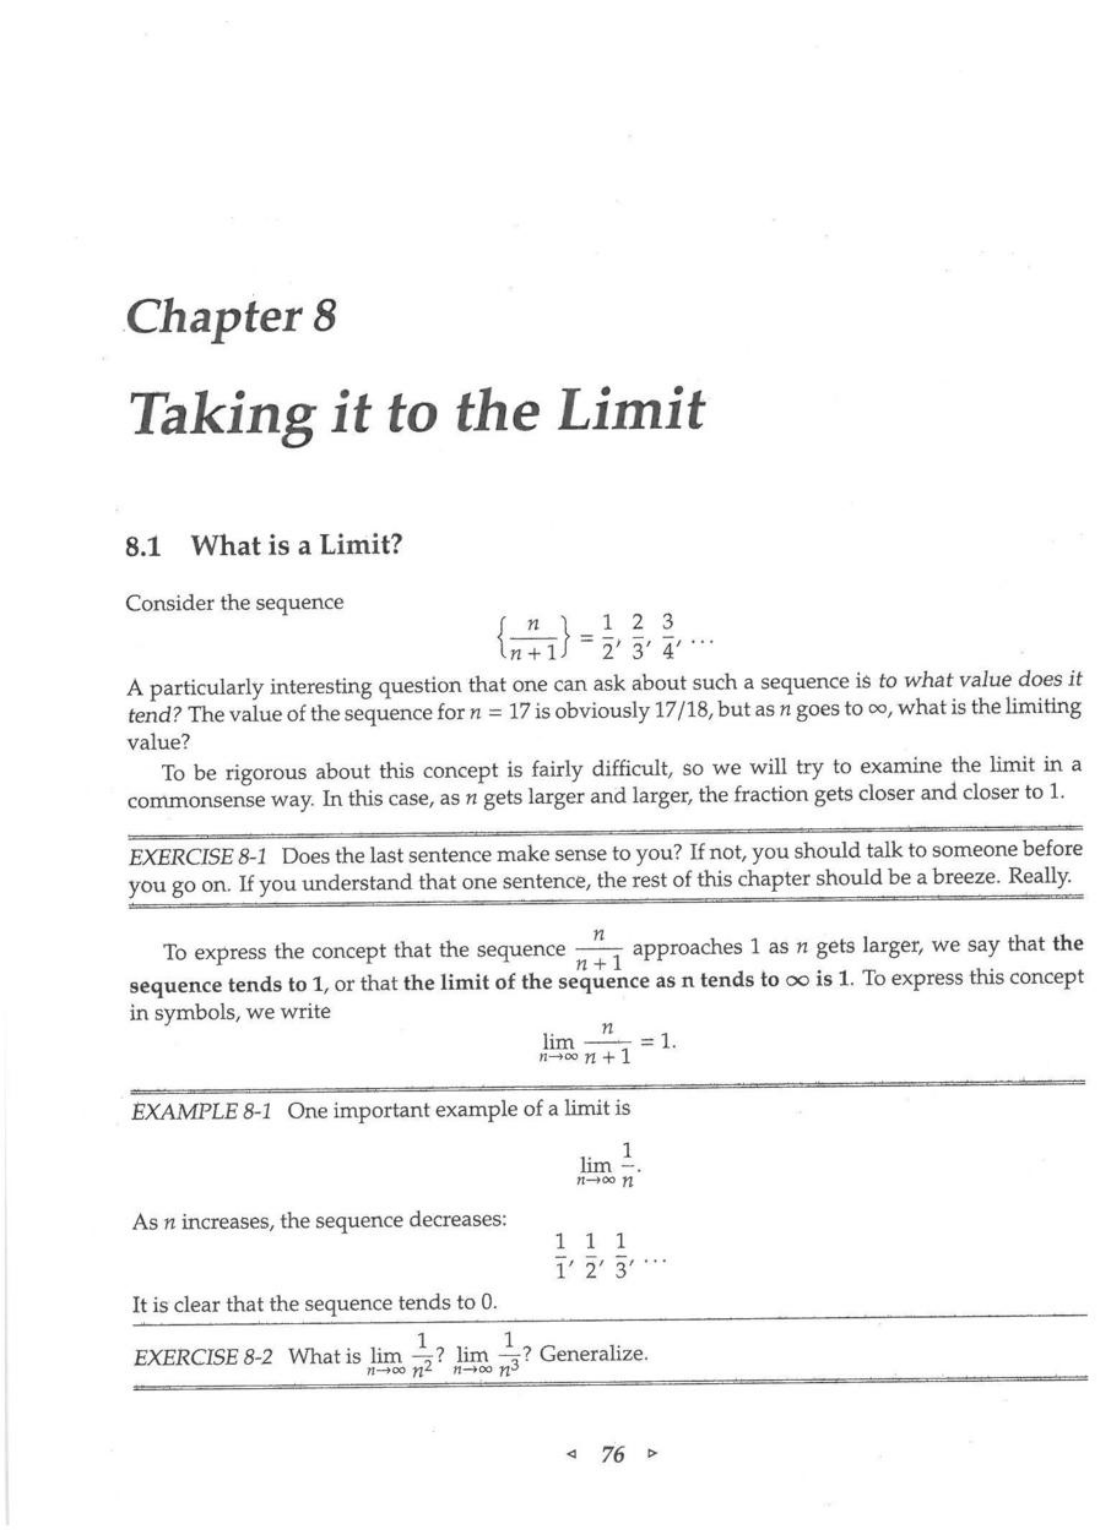 Chapter 8
Taking it to the Limit
8.1 What is a Limit?
Consider the sequence
{n/(n + 1)} = 1/2, 2/3, 3/4, ...
A particularly interesting question that one can ask about such a sequence is to what value does it
tend? The value of the sequence for n = 17 is obviously 17/18, but as n goes to ∞, what is the limiting
value?
To be rigorous about this concept is fairly difficult, so we will try to examine the limit in a
commonsense way. In this case, as n gets larger and larger, the fraction gets closer and closer to 1.
EXERCISE 8-1 Does the last sentence make sense to you? If not, you should talk to someone before
you go on. If you understand that one sentence, the rest of this chapter should be a breeze. Really.
To express the concept that the sequence n/(n + 1) approaches 1 as n gets larger, we say that the
sequence tends to 1, or that the limit of the sequence as n tends to ∞ is 1. To express this concept
in symbols, we write
lim n→∞ n/(n + 1) = 1.
EXAMPLE 8-1 One important example of a limit is
lim n→∞ 1/n.
As n increases, the sequence decreases:
1/1, 1/2, 1/3, ...
It is clear that the sequence tends to 0.
EXERCISE 8-2 What is lim n→∞ 1/n²? lim n→∞ 1/n³? Generalize.
◁ 76 ▷